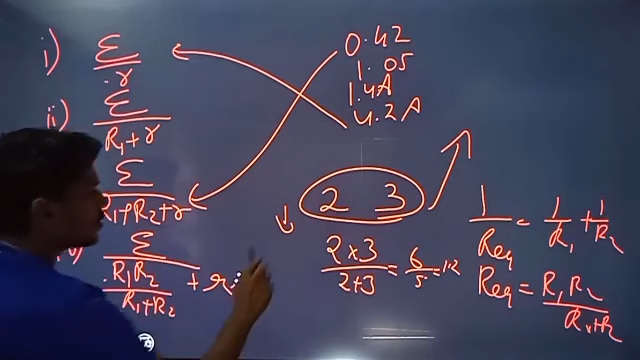 i) ε/r
ii) ε/R₁+r
ε/R₁+R₂+r
ε/R₁R₂/R₁+R₂ + r
0.42
1.05
1.4A
4.2A
2 3
2×3/2+3 = 6/5 = 1.2
1/Req = 1/R₁ + 1/R₂
Req = R₁R₂/R₁+R₂